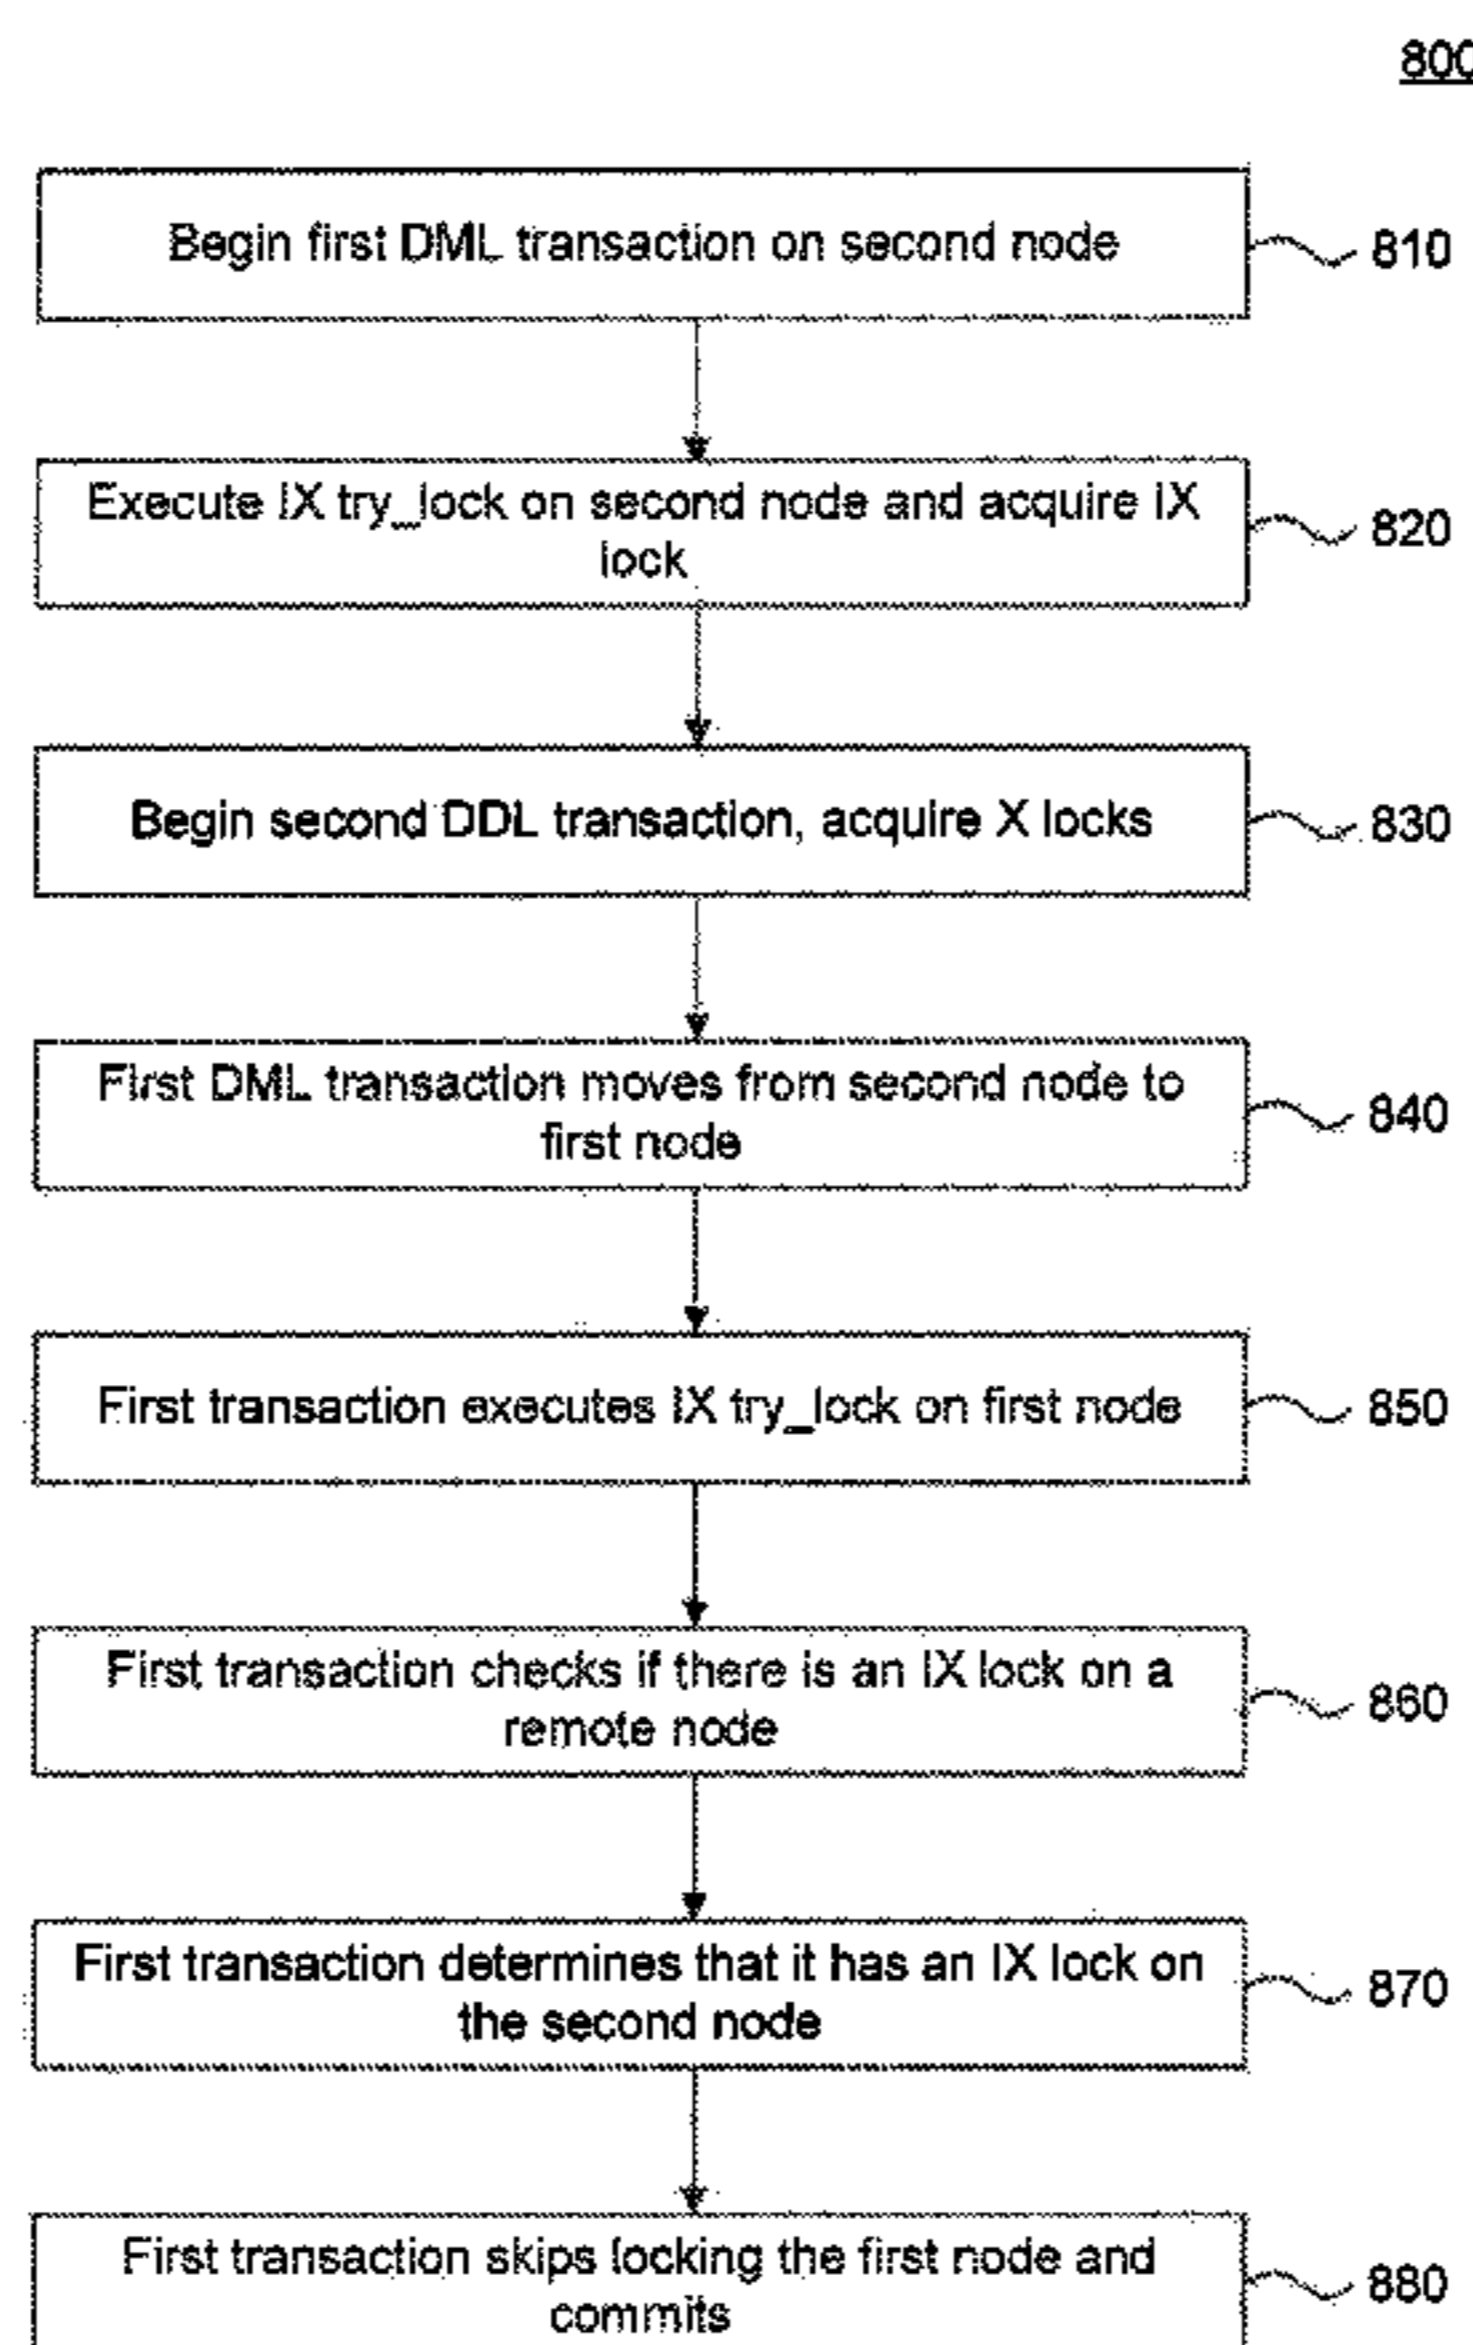 800
Begin first DML transaction on second node
810
Execute IX try_lock on second node and acquire IX
lock
820
Begin second DDL transaction, acquire X locks
830
First DML transaction moves from second node to
first node
840
First transaction executes IX try_lock on first node
850
First transaction checks if there is an IX lock on a
remote node
860
First transaction determines that it has an IX lock on
the second node
870
First transaction skips locking the first node and
commits
880